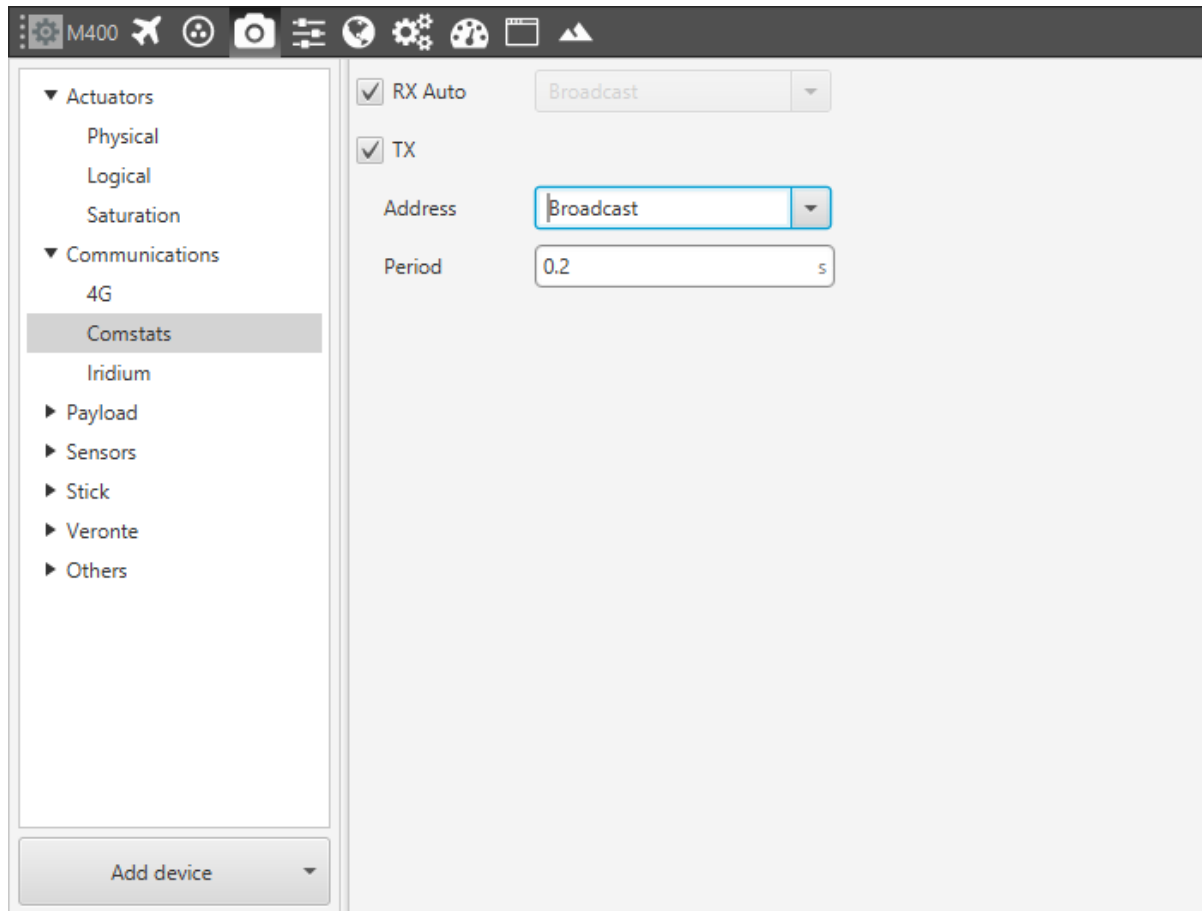 M400
Actuators
Physical
Logical
Saturation
Communications
4G
Comstats
Iridium
Payload
Sensors
Stick
Veronte
Others
Add device
RX Auto Broadcast
TX
Address Broadcast
Period 0.2 s